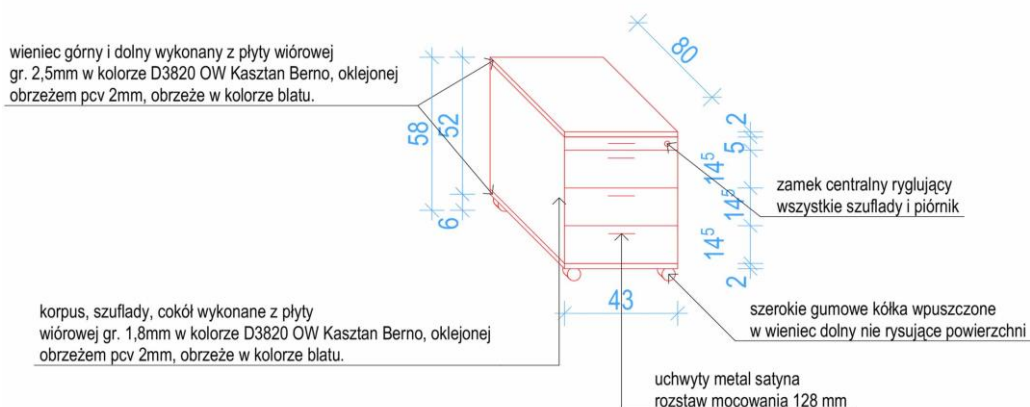 wieniec górny i dolny wykonany z płyty wiórowej
gr. 2,5mm w kolorze D3820 OW Kasztan Berno, oklejonej
obrzeżem pcv 2mm, obrzeże w kolorze blatu.
80
58
52
6
2
5
14⁵
14⁵
14⁵
2
43
zamek centralny ryglujący
wszystkie szuflady i piórnik
korpus, szuflady, cokół wykonane z płyty
wiórowej gr. 1,8mm w kolorze D3820 OW Kasztan Berno, oklejonej
obrzeżem pcv 2mm, obrzeże w kolorze blatu.
szerokie gumowe kółka wpuszczone
w wieniec dolny nie rysujące powierzchni
uchwyty metal satyna
rozstaw mocowania 128 mm